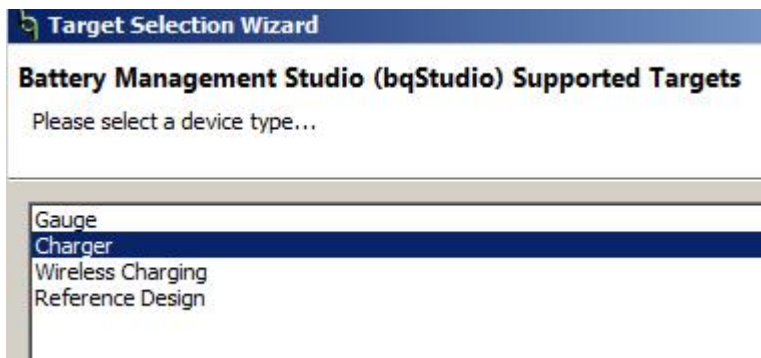 Target Selection Wizard
Battery Management Studio (bqStudio) Supported Targets
Please select a device type...
Gauge
Charger
Wireless Charging
Reference Design